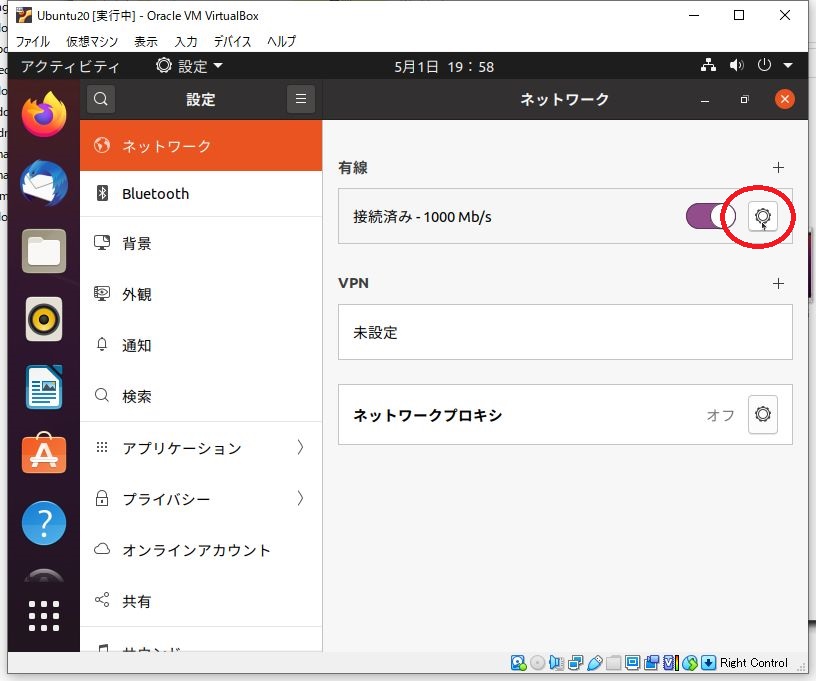 Ubuntu20 [実行中] - Oracle VM VirtualBox
ファイル 仮想マシン 表示 入力 デバイス ヘルプ
アクティビティ 設定 5月1日 19:58
設定 ネットワーク
ネットワーク
Bluetooth
背景
外観
通知
検索
アプリケーション
プライバシー
オンラインアカウント
共有
サウンド
有線
接続済み - 1000 Mb/s
VPN
未設定
ネットワークプロキシ オフ
Right Control